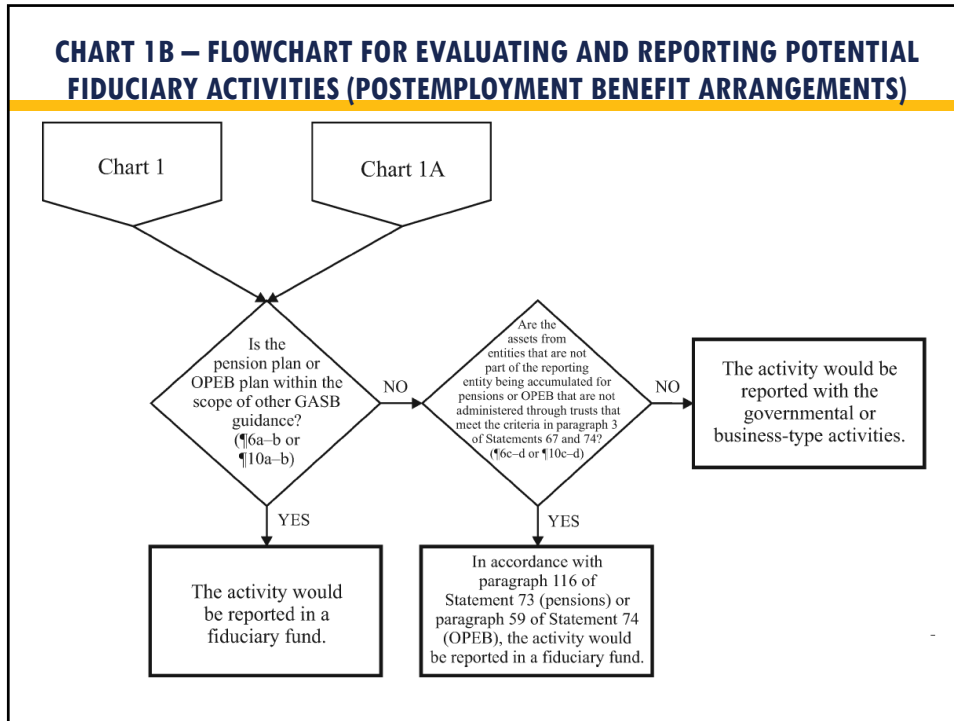 CHART 1B – FLOWCHART FOR EVALUATING AND REPORTING POTENTIAL
FIDUCIARY ACTIVITIES (POSTEMPLOYMENT BENEFIT ARRANGEMENTS)
Chart 1
Chart 1A
Is the
pension plan or
OPEB plan within the
scope of other GASB
guidance?
(¶6a–b or
¶10a–b)
NO
Are the
assets from
entities that are not
part of the reporting
entity being accumulated for
pensions or OPEB that are not
administered through trusts that
meet the criteria in paragraph 3
of Statements 67 and 74?
(¶6c–d or ¶10c–d)
NO
The activity would be
reported with the
governmental or
business-type activities.
YES
YES
The activity would
be reported in a
fiduciary fund.
In accordance with
paragraph 116 of
Statement 73 (pensions) or
paragraph 59 of Statement 74
(OPEB), the activity would
be reported in a fiduciary fund.